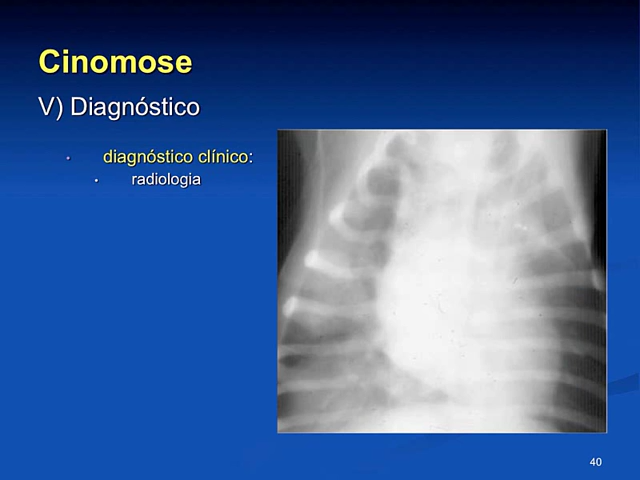 Cinomose
V) Diagnóstico
diagnóstico clínico:
radiologia
40